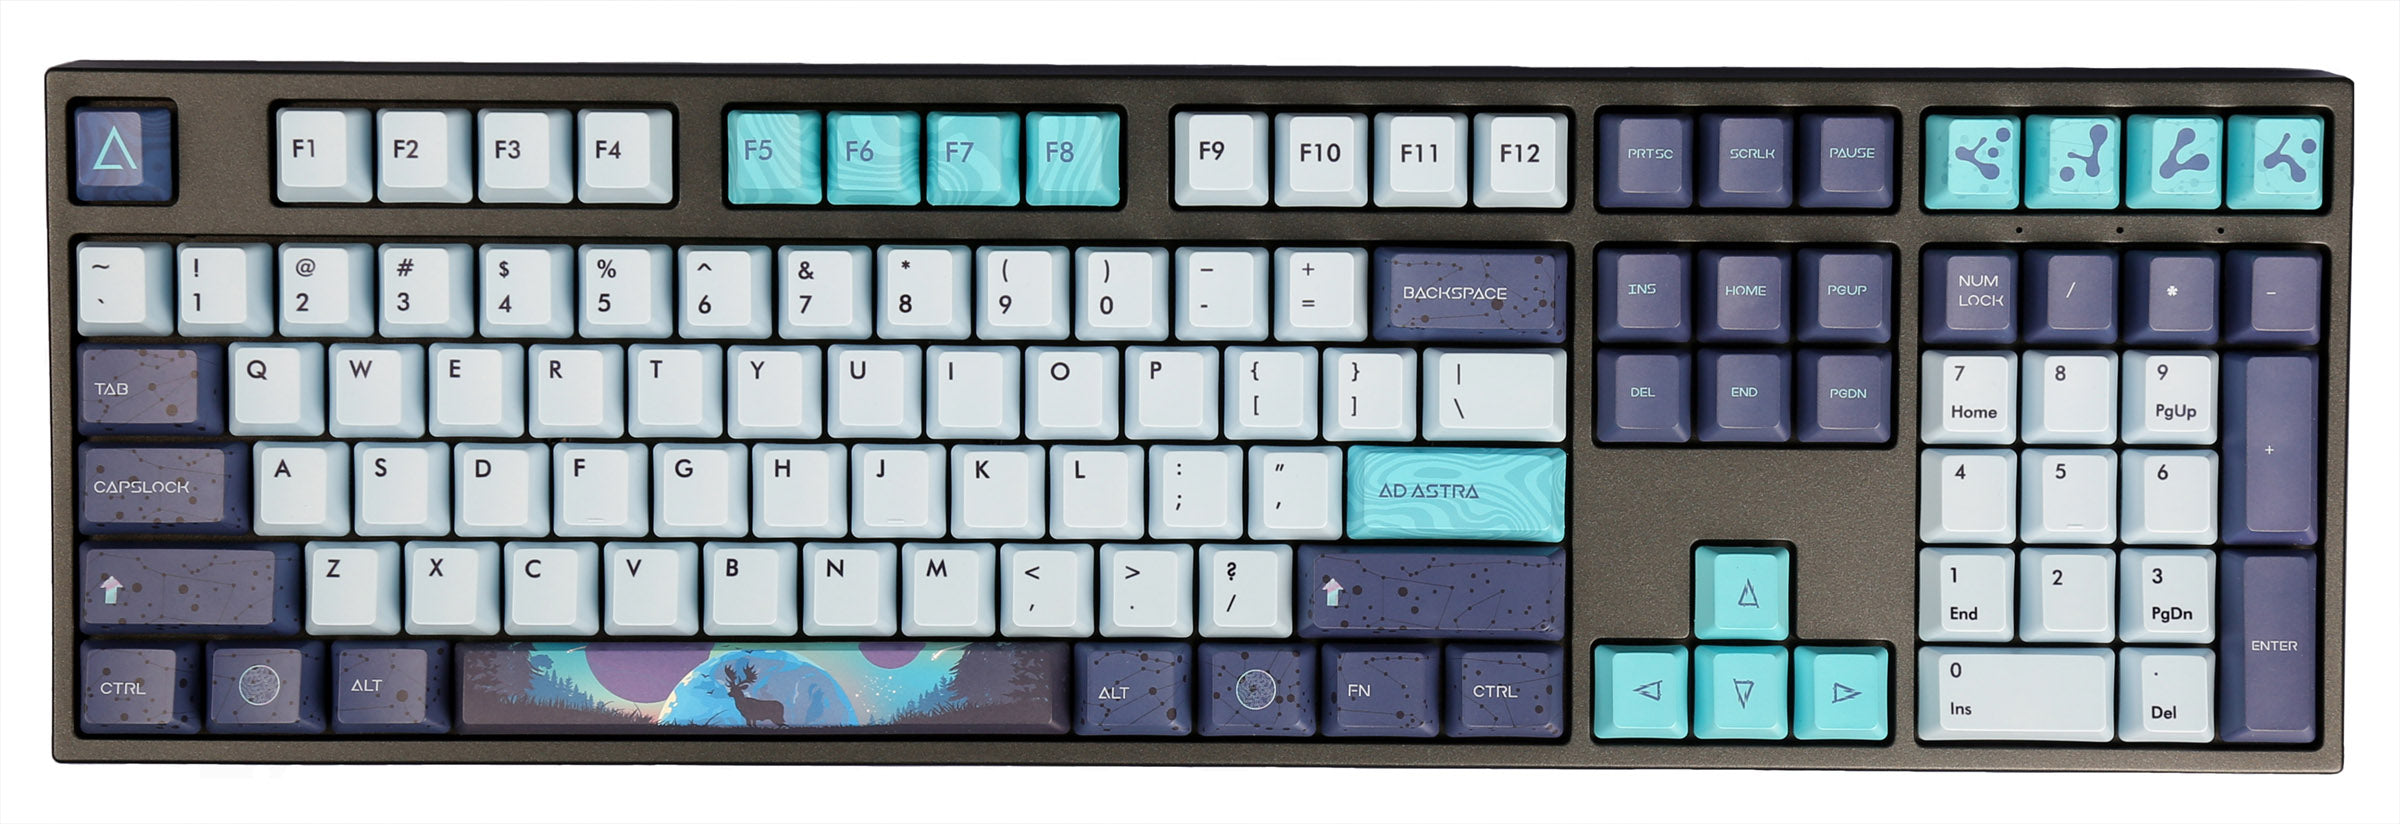 F1 F2 F3 F4 F5 F6 F7 F8 F9 F10 F11 F12 PRTSC SCRLK PAUSE
~ ! @ # $ % ^ & * ( ) — +
` 1 2 3 4 5 6 7 8 9 0 - = BACKSPACE INS HOME PGUP NUM / * -
LOCK
TAB Q W E R T Y U I O P { } | DEL END PGDN 7 8 9
[ ] \ Home PgUp +
CAPSLOCK A S D F G H J K L : " AD ASTRA 4 5 6
; '
Z X C V B N M < > ? 1 2 3
, . / End PgDn ENTER
CTRL ALT ALT FN CTRL 0 .
Ins Del